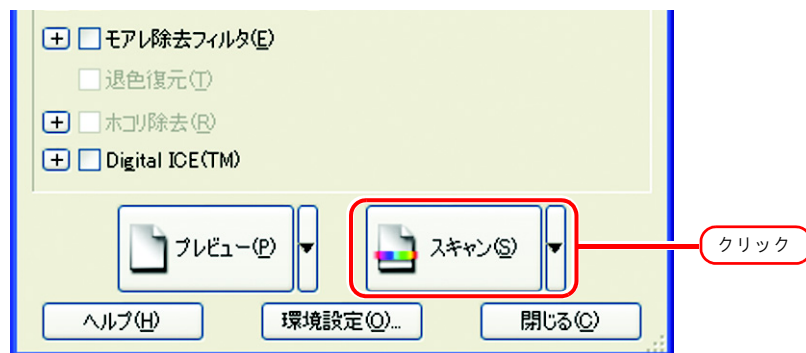 モアレ除去フィルタ(E)
退色復元(T)
ホコリ除去(R)
Digital ICE(TM)
プレビュー(P)
スキャン(S)
クリック
ヘルプ(H)
環境設定(O)...
閉じる(C)